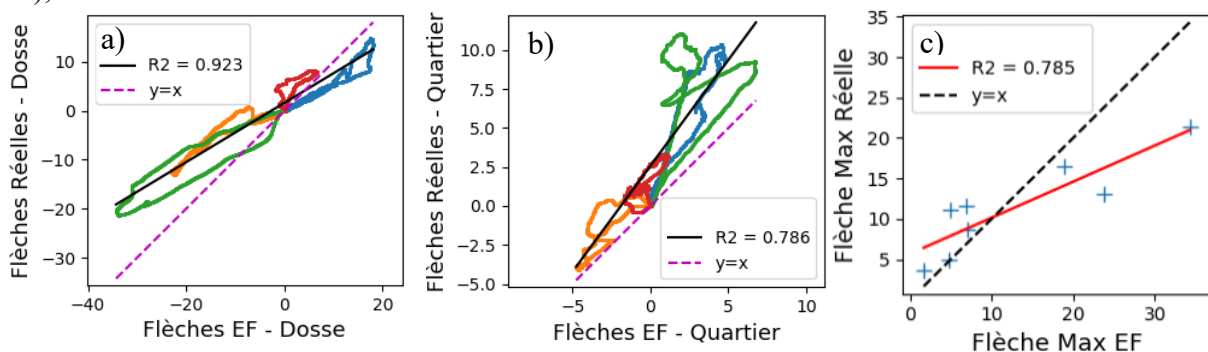 a)
R2 = 0.923
y=x
10
0
−10
−20
−30
−40
−20
0
20
Flèches Réelles - Dosse
Flèches EF - Dosse
b)
R2 = 0.786
y=x
10.0
7.5
5.0
2.5
0.0
−2.5
−5.0
−5
0
5
10
Flèches Réelles - Quartier
Flèches EF - Quartier
c)
R2 = 0.785
y=x
35
30
25
20
15
10
5
10
20
30
Flèche Max Réelle
Flèche Max EF